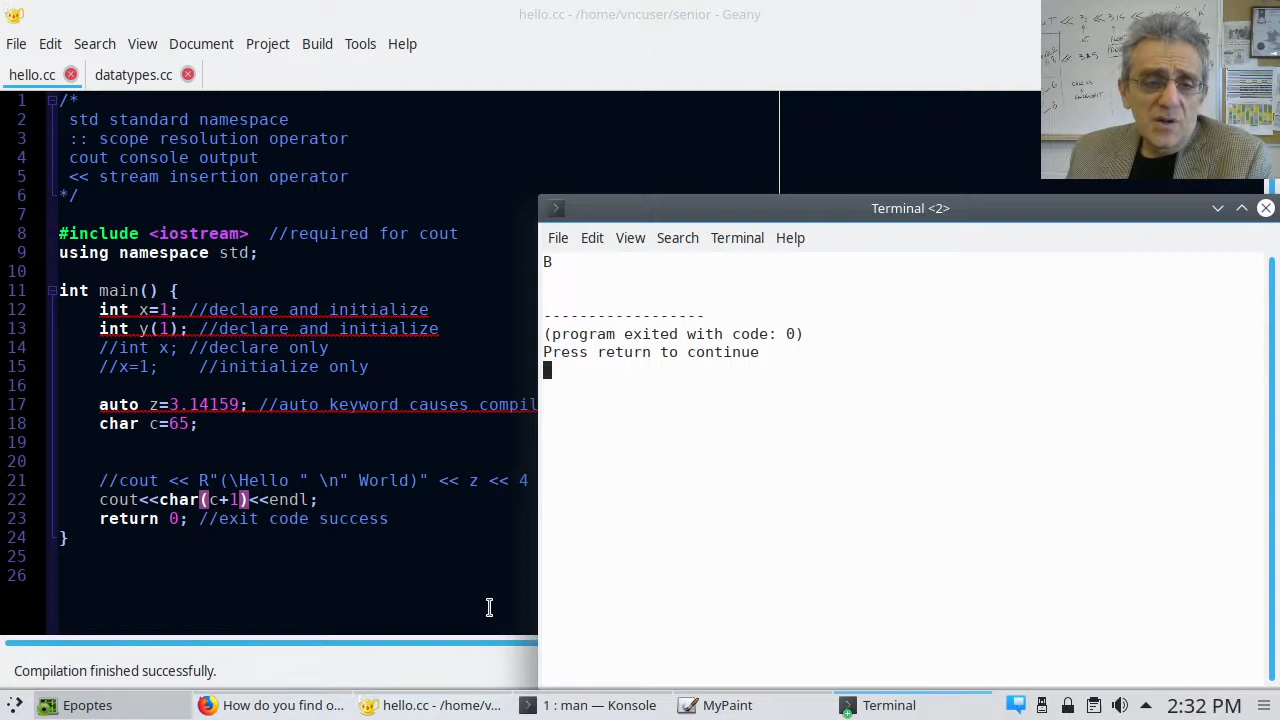 hello.cc - /home/vncuser/senior - Geany
File Edit Search View Document Project Build Tools Help
hello.cc datatypes.cc
1 /*
2 std standard namespace
3 :: scope resolution operator
4 cout console output
5 << stream insertion operator
6 */
7
8 #include <iostream> //required for cout
9 using namespace std;
10
11 int main() {
12 int x=1; //declare and initialize
13 int y(1); //declare and initialize
14 //int x; //declare only
15 //x=1; //initialize only
16
17 auto z=3.14159; //auto keyword causes compil
18 char c=65;
19
20
21 //cout << R"(\Hello " \n" World)" << z << 4
22 cout<<char(c+1)<<endl;
23 return 0; //exit code success
24 }
25
26
Terminal <2>
File Edit View Search Terminal Help
B
------------------
(program exited with code: 0)
Press return to continue
Compilation finished successfully.
Epoptes How do you find o... hello.cc - /home/v... 1 : man — Konsole MyPaint Terminal 2:32 PM